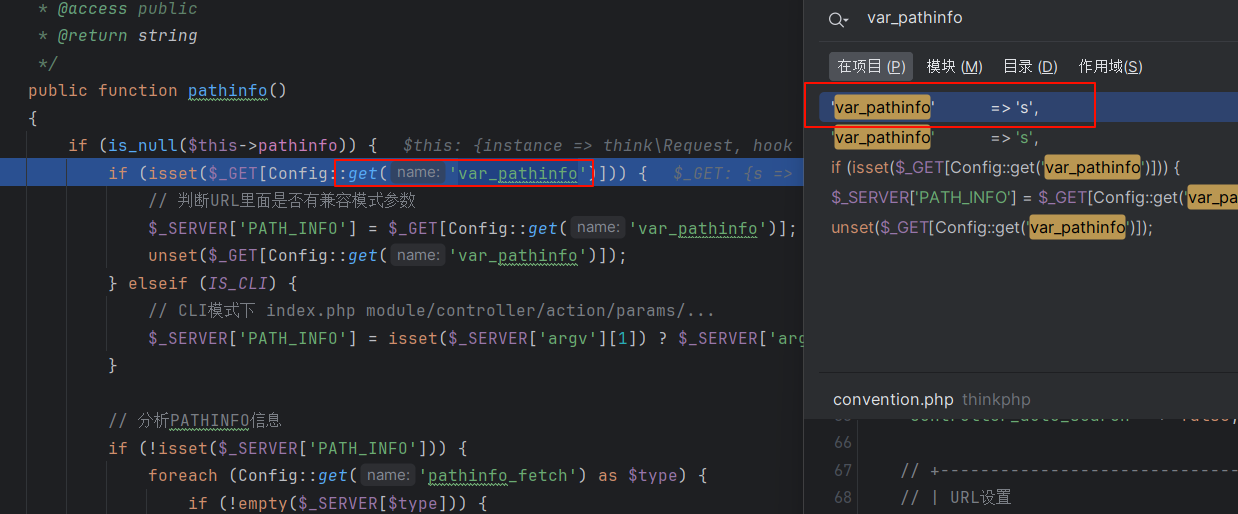 * @access public
* @return string
*/
public function pathinfo()
{
if (is_null($this->pathinfo)) { $this: {instance => think\Request, hook
if (isset($_GET[Config::get( name: 'var_pathinfo')])) { $_GET: {s =>
// 判断URL里面是否有兼容模式参数
$_SERVER['PATH_INFO'] = $_GET[Config::get( name: 'var_pathinfo')];
unset($_GET[Config::get( name: 'var_pathinfo')]);
} elseif (IS_CLI) {
// CLI模式下 index.php module/controller/action/params/...
$_SERVER['PATH_INFO'] = isset($_SERVER['argv'][1]) ? $_SERVER['arg
}
// 分析PATHINFO信息
if (!isset($_SERVER['PATH_INFO'])) {
foreach (Config::get( name: 'pathinfo_fetch') as $type) {
if (!empty($_SERVER[$type])) {
var_pathinfo
在项目 (P) 模块 (M) 目录 (D) 作用域(S)
'var_pathinfo' => 's',
'var_pathinfo' => 's',
if (isset($_GET[Config::get('var_pathinfo')])) {
$_SERVER['PATH_INFO'] = $_GET[Config::get('var_pa
unset($_GET[Config::get('var_pathinfo')]);
convention.php thinkphp
66
67 // +--------------------------------
68 // | URL设置